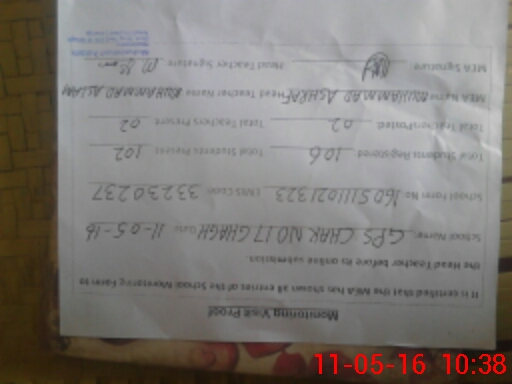 Monitoring Visit Proof
It is certified that the MEA has shown all entries of the School Monitoring Form to
the Head Teacher before its online submission.
School Name: GPS CHAK NO 17 GHAGH Date: 11-05-16
School Form No: 16051111021323 EMIS Code: 33230237
Total Students Registered 106 Total Students Present: 102
Total Teachers Posted: 02 Total Teachers Present: 02
MEA Name MUHAMMAD ASHRAF Head Teacher Name MUHAMMAD ASLAM
MEA Signature Head Teacher Signature
11-05-16 10:38